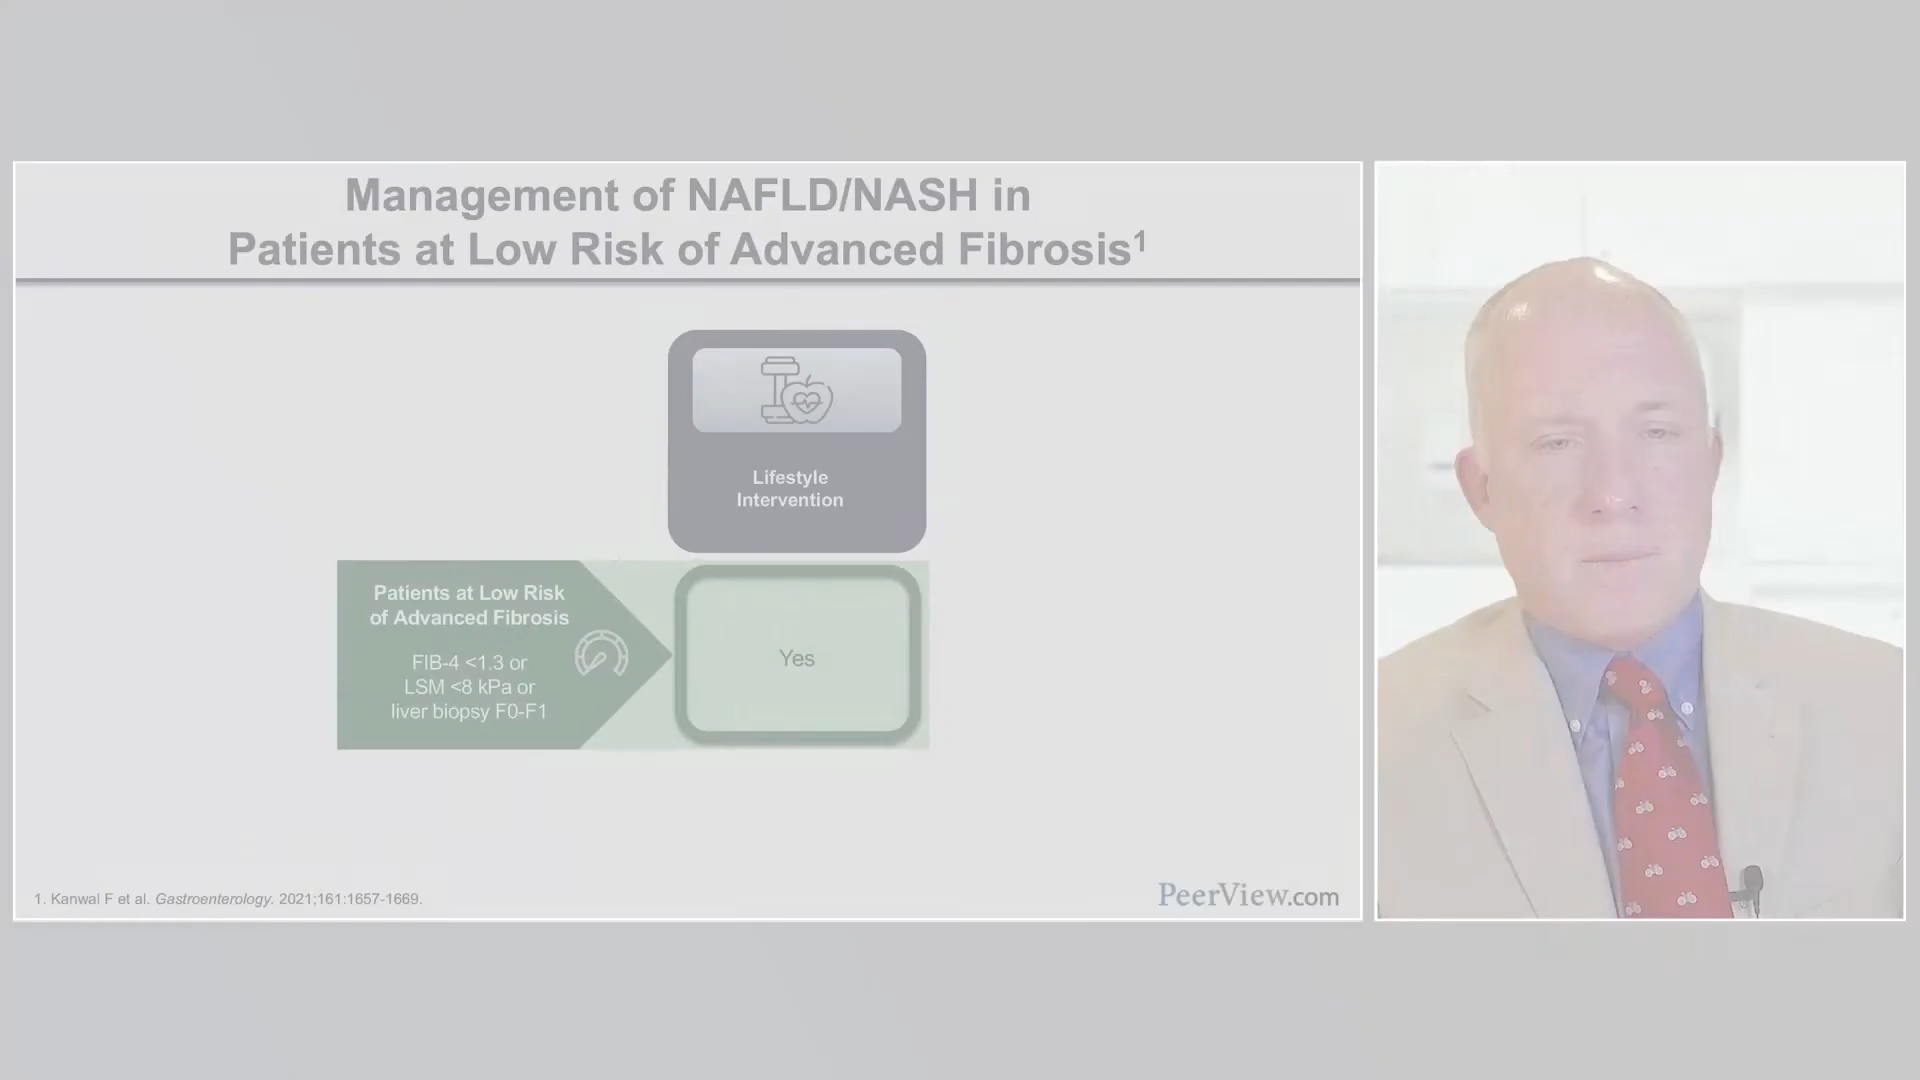 Management of NAFLD/NASH in
Patients at Low Risk of Advanced Fibrosis¹
Lifestyle
Intervention
Patients at Low Risk
of Advanced Fibrosis
FIB-4 <1.3 or
LSM <8 kPa or
liver biopsy F0-F1
Yes
1. Kanwal F et al. Gastroenterology. 2021;161:1657-1669.
PeerView.com